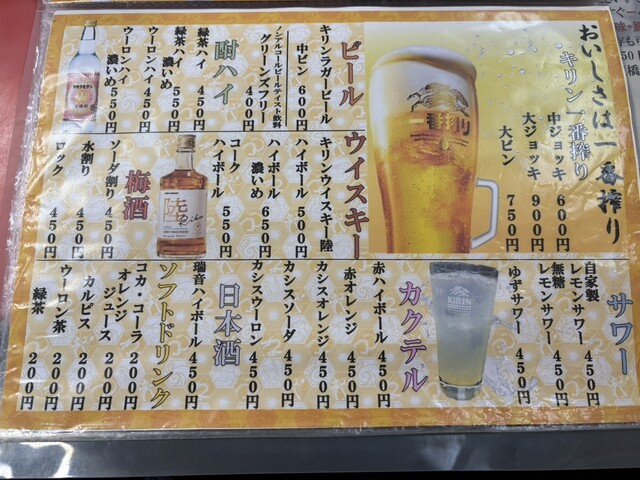 おいしさは一番搾り
キリン一番搾り
中ジョッキ 600円
大ジョッキ 900円
大ビン 750円
一番搾り
ビール
キリンラガービール
中ビン 600円
ノンアルコールビールテイスト飲料
グリーンズフリー
400円
酎ハイ
緑茶ハイ 450円
緑茶ハイ
濃いめ 550円
ウーロンハイ 450円
ウーロンハイ
濃いめ 550円
ウイスキー
キリンウイスキー陸
ハイボール 500円
ハイボール
濃いめ 650円
コーク
ハイボール 550円
陸
梅酒
ソーダ割り 450円
水割り 450円
ロック 450円
サワー
自家製
レモンサワー 450円
無糖
レモンサワー 450円
ゆずサワー 450円
KIRIN
カクテル
赤ハイボール 450円
赤オレンジ 450円
カシスオレンジ 450円
カシスソーダ 450円
カシスウーロン 450円
日本酒
瑞音ハイボール 450円
ソフトドリンク
コカ・コーラ 200円
オレンジ
ジュース 200円
カルピス 200円
ウーロン茶 200円
緑茶 200円